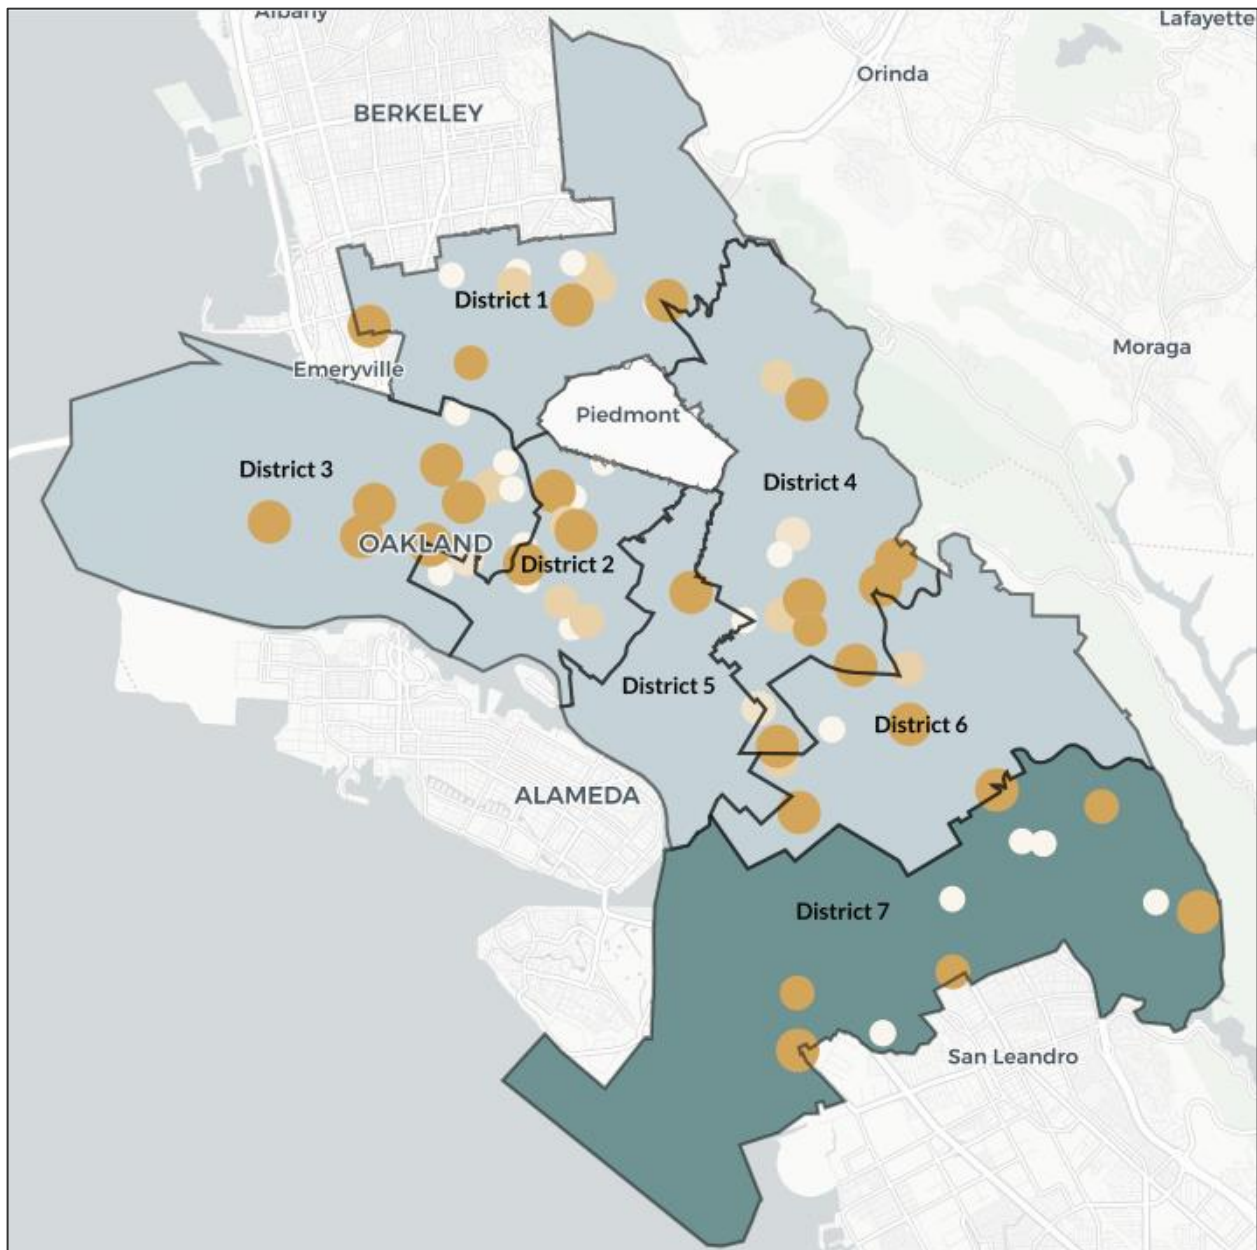 Albany
Lafayette
Orinda
BERKELEY
District 1
Moraga
Emeryville
Piedmont
District 3
District 4
OAKLAND
District 2
District 5
District 6
ALAMEDA
District 7
San Leandro